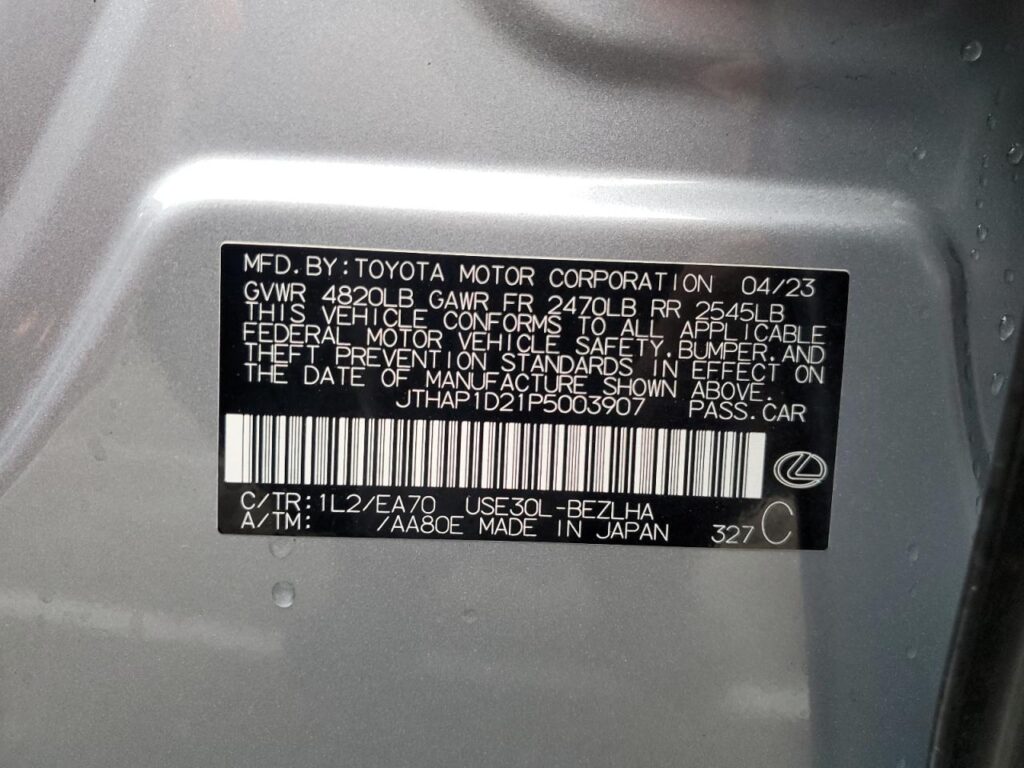 MFD.BY:TOYOTA MOTOR CORPORATION 04/23
GVWR 4820LB GAWR FR 2470LB RR 2545LB
THIS VEHICLE CONFORMS TO ALL APPLICABLE
FEDERAL MOTOR VEHICLE SAFETY,BUMPER,AND
THEFT PREVENTION STANDARDS IN EFFECT ON
THE DATE OF MANUFACTURE SHOWN ABOVE.
JTHAP1D21P5003907 PASS.CAR
C/TR:1L2/EA70 USE30L-BEZLHA
A/TM: /AA80E MADE IN JAPAN 327 C